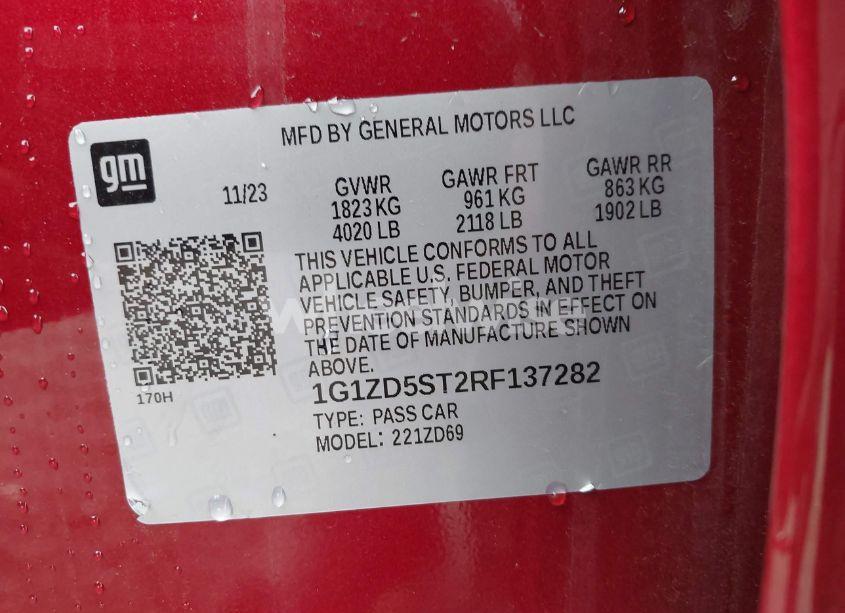 MFD BY GENERAL MOTORS LLC
gm
11/23
GVWR
1823 KG
4020 LB
GAWR FRT
961 KG
2118 LB
GAWR RR
863 KG
1902 LB
THIS VEHICLE CONFORMS TO ALL
APPLICABLE U.S. FEDERAL MOTOR
VEHICLE SAFETY, BUMPER, AND THEFT
PREVENTION STANDARDS IN EFFECT ON
THE DATE OF MANUFACTURE SHOWN
ABOVE.
170H
1G1ZD5ST2RF137282
TYPE: PASS CAR
MODEL: 221ZD69